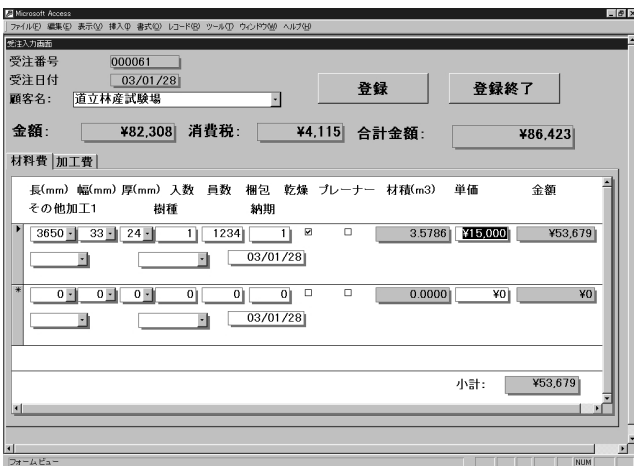 Microsoft Access
ファイル(F) 編集(E) 表示(V) 挿入(I) 書式(O) レコード(R) ツール(T) ウィンドウ(W) ヘルプ(H)
受注入力画面
受注番号 000061
受注日付 03/01/28
顧客名: 道立林産試験場
登録 登録終了
金額: ¥82,308 消費税: ¥4,115 合計金額: ¥86,423
材料費 加工費
長(mm) 幅(mm) 厚(mm) 入数 員数 梱包 乾燥 プレーナー 材積(m3) 単価 金額
その他加工1 樹種 納期
3650 33 24 1 1234 1 3.5786 ¥15,000 ¥53,679
03/01/28
* 0 0 0 0 0 0 0.0000 ¥0 ¥0
03/01/28
小計: ¥53,679
フォーム ビュー NUM